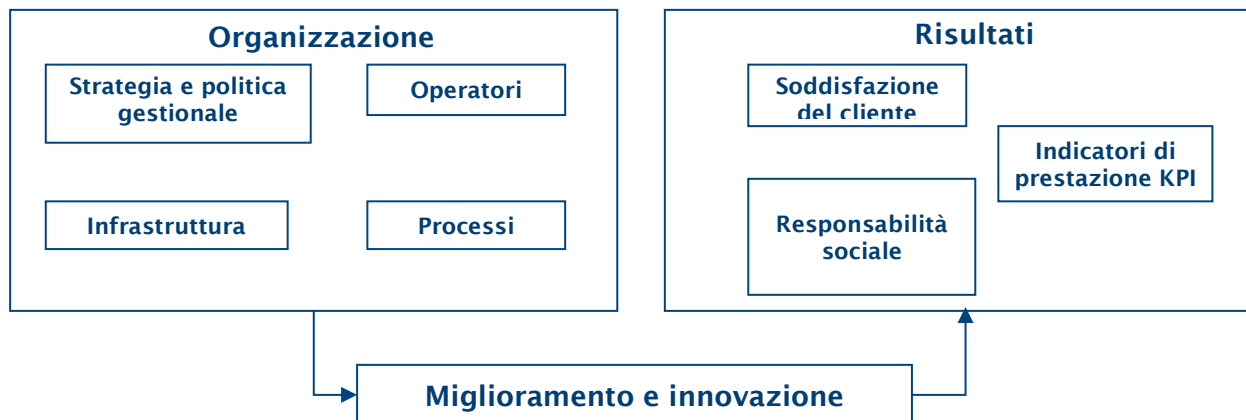 Organizzazione
Strategia e politica
gestionale
Operatori
Infrastruttura
Processi
Risultati
Soddisfazione
del cliente
Indicatori di
prestazione KPI
Responsabilità
sociale
Miglioramento e innovazione